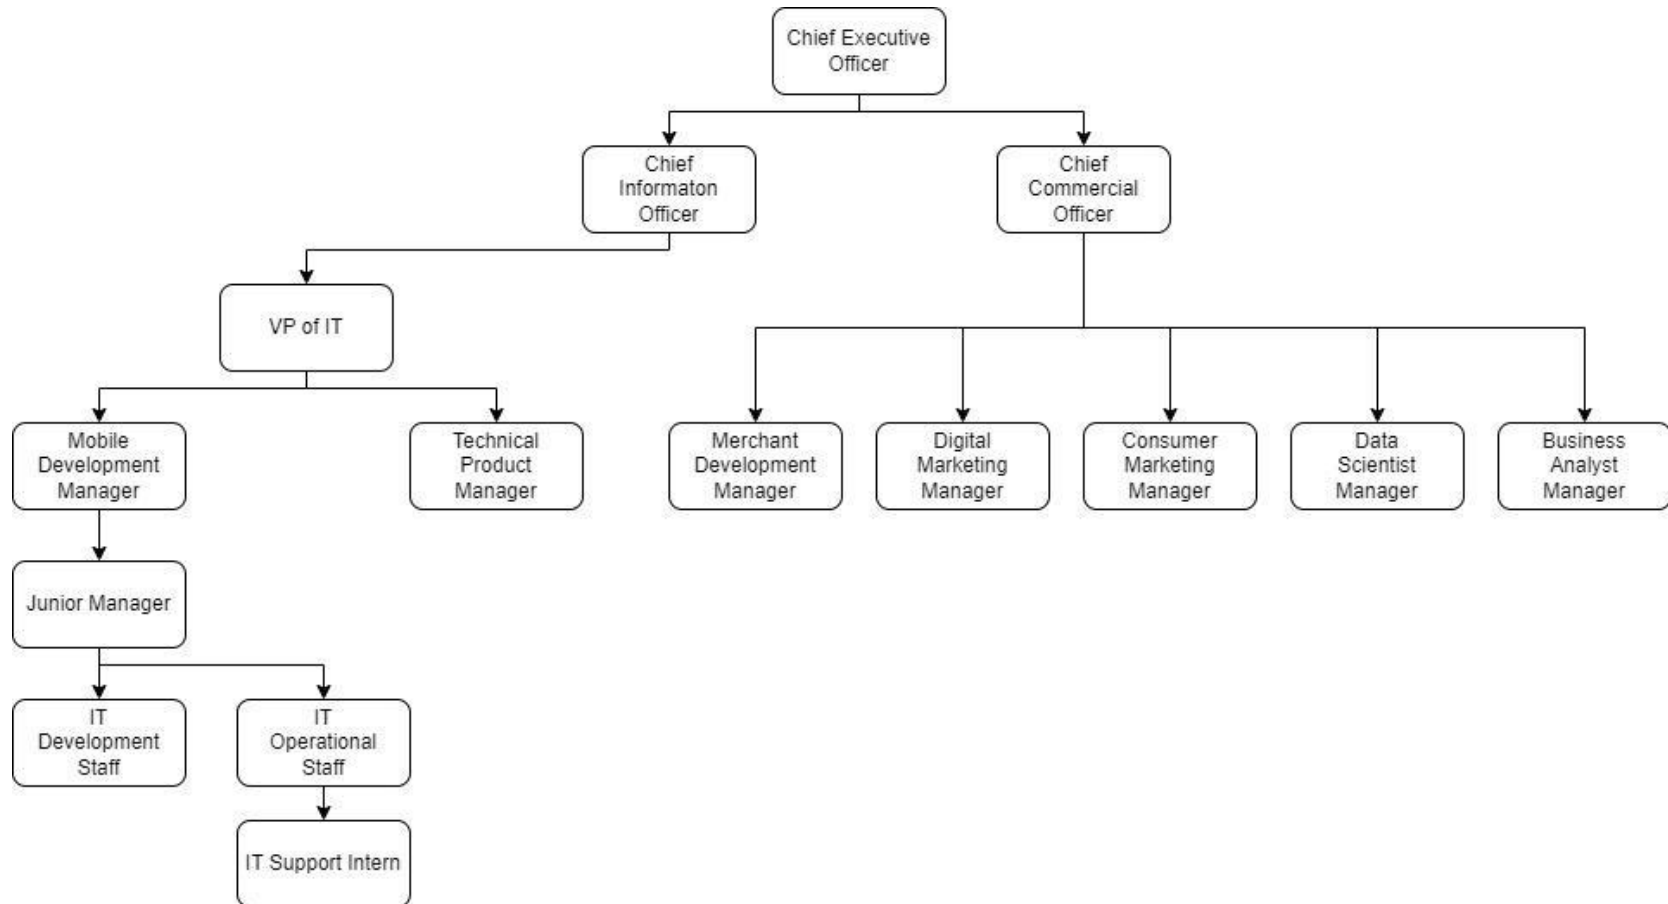 Chief Executive
Officer
Chief
Informaton
Officer
Chief
Commercial
Officer
VP of IT
Mobile
Development
Manager
Technical
Product
Manager
Merchant
Development
Manager
Digital
Marketing
Manager
Consumer
Marketing
Manager
Data
Scientist
Manager
Business
Analyst
Manager
Junior Manager
IT
Development
Staff
IT
Operational
Staff
IT Support Intern